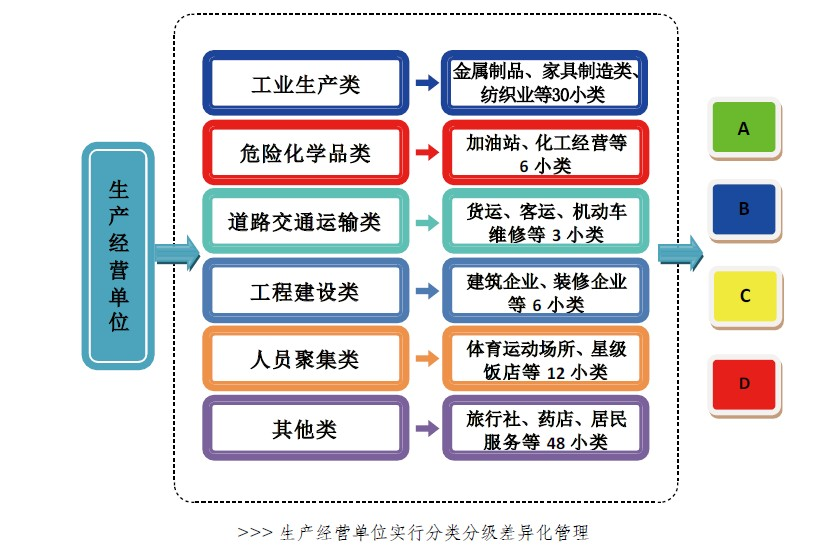 生产经营单位
工业生产类
金属制品、家具制造类、
纺织业等30小类
危险化学品类
加油站、化工经营等
6 小类
道路交通运输类
货运、客运、机动车
维修等 3 小类
工程建设类
建筑企业、装修企业
等 6 小类
人员聚集类
体育运动场所、星级
饭店等 12 小类
其他类
旅行社、药店、居民
服务等 48 小类
A
B
C
D
>>> 生产经营单位实行分类分级差异化管理